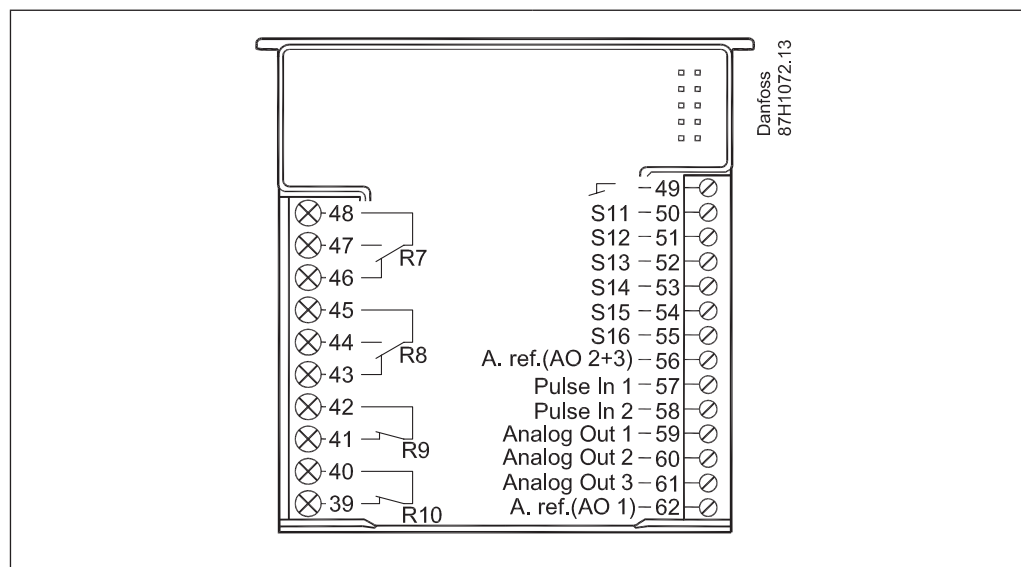 Danfoss
87H1072.13
48
47
R7
46
45
44
R8
43
42
41
R9
40
39
R10
49
S11 50
S12 51
S13 52
S14 53
S15 54
S16 55
A. ref.(AO 2+3) 56
Pulse In 1 57
Pulse In 2 58
Analog Out 1 59
Analog Out 2 60
Analog Out 3 61
A. ref.(AO 1) 62